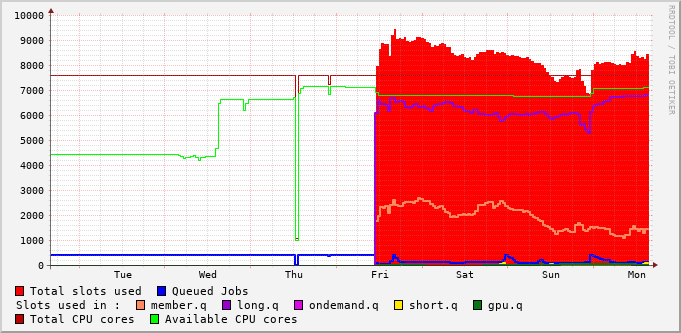 10000
9000
8000
7000
6000
5000
4000
3000
2000
1000
0
Tue Wed Thu Fri Sat Sun Mon
RRDTOOL / TOBI OETIKER
Total slots used Queued Jobs
Slots used in : member.q long.q ondemand.q short.q gpu.q
Total CPU cores Available CPU cores